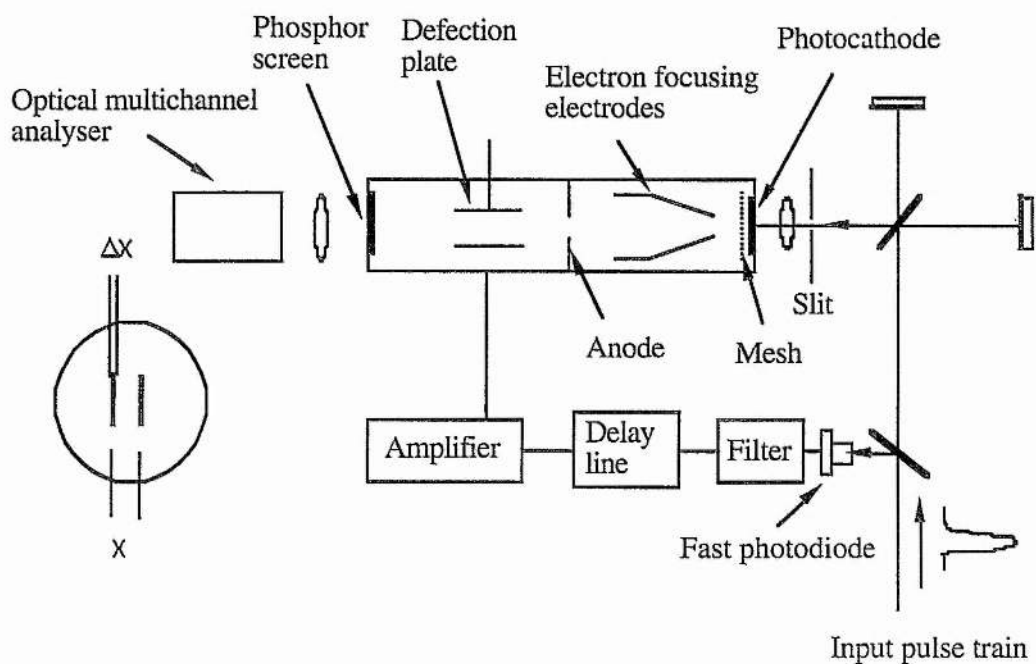 Phosphor
screen
Defection
plate
Photocathode
Electron focusing
electrodes
Optical multichannel
analyser
ΔX
Slit
Anode
Mesh
Amplifier
Delay
line
Filter
X
Fast photodiode
Input pulse train